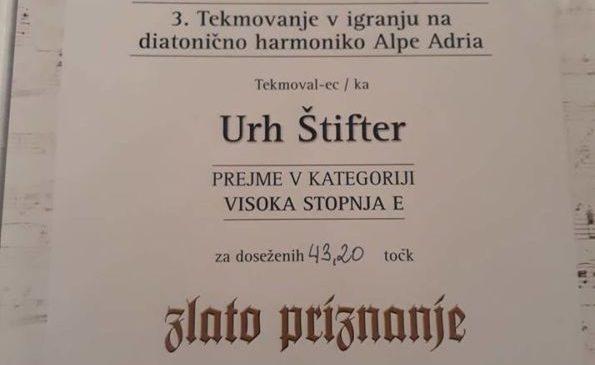 3. Tekmovanje v igranju na
diatonično harmoniko Alpe Adria
Tekmoval-ec / ka
Urh Štifter
PREJME V KATEGORIJI
VISOKA STOPNJA E
za doseženih 43,20 točk
zlato priznanje